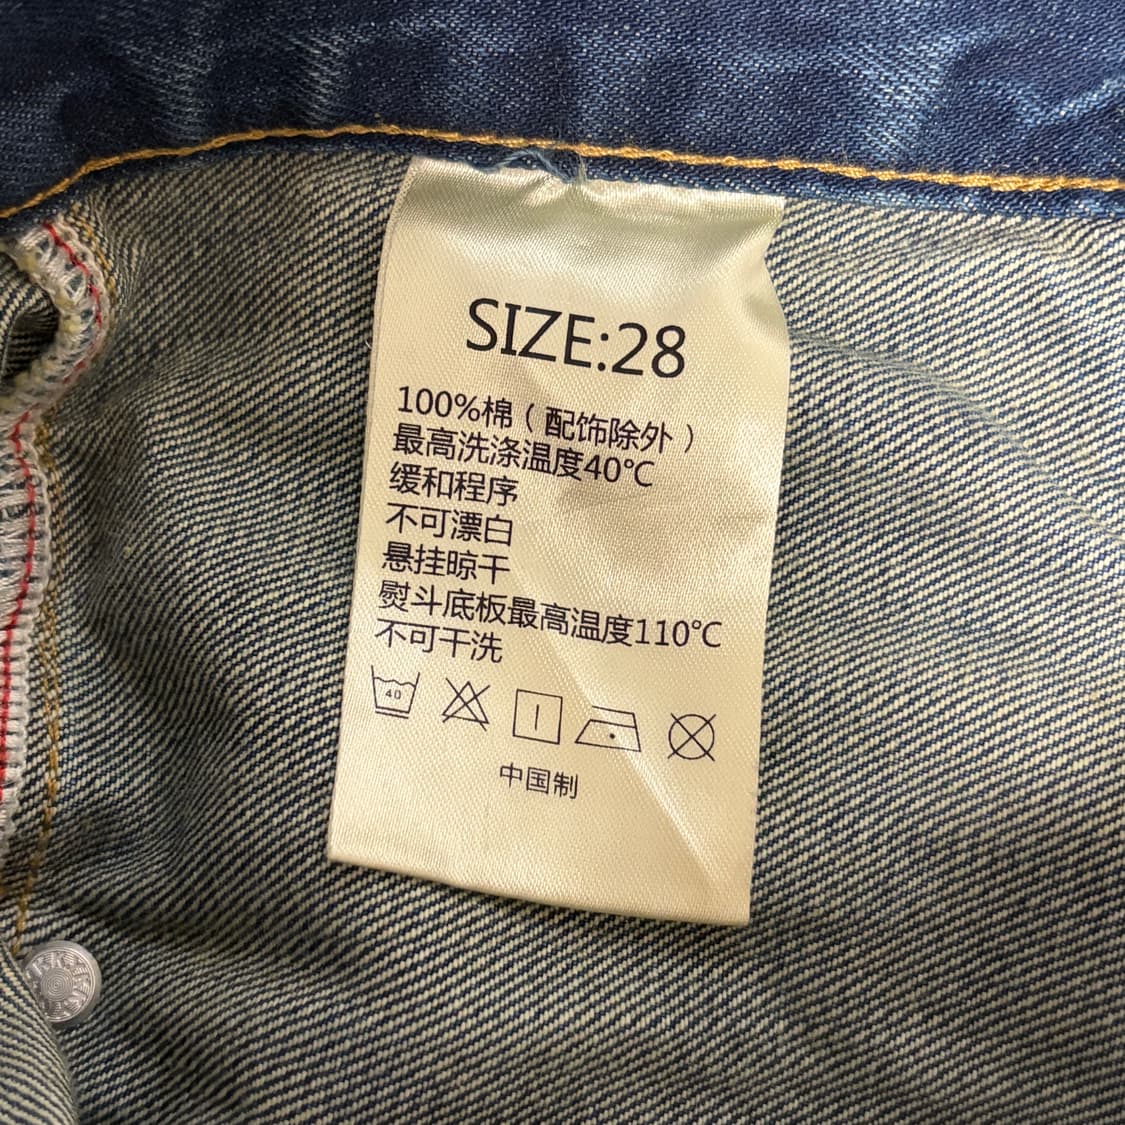 SIZE:28
100%棉（配饰除外）
最高洗涤温度40℃
缓和程序
不可漂白
悬挂晾干
熨斗底板最高温度110℃
不可干洗
40
中国制